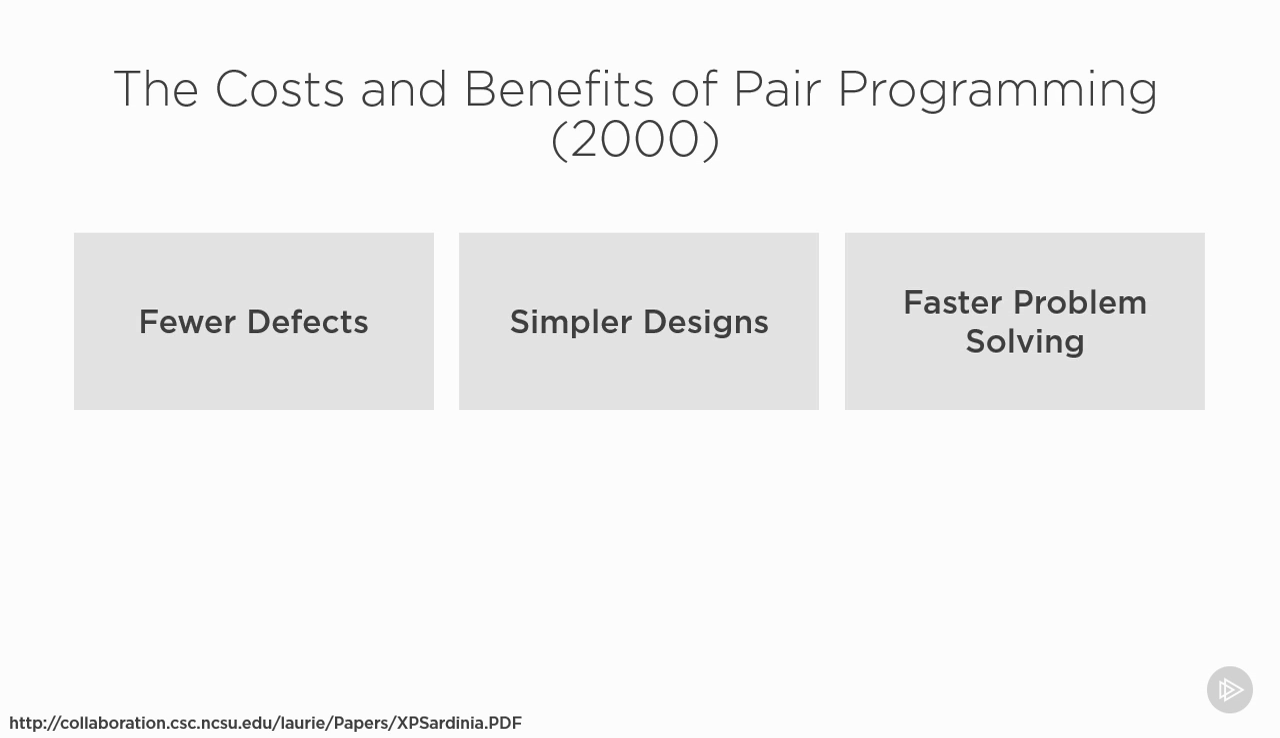 The Costs and Benefits of Pair Programming
(2000)
Fewer Defects
Simpler Designs
Faster Problem
Solving
http://collaboration.csc.ncsu.edu/laurie/Papers/XPSardinia.PDF